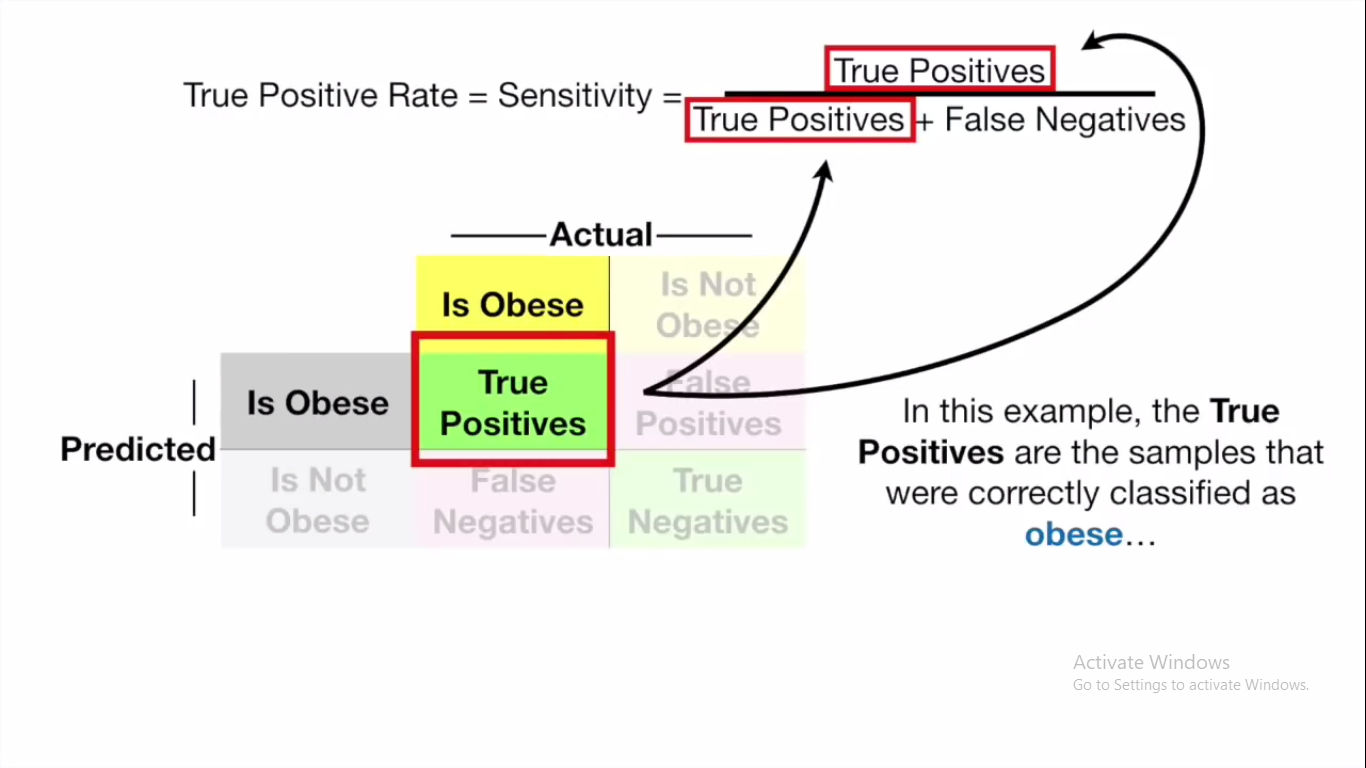 True Positives
True Positive Rate = Sensitivity =
True Positives + False Negatives
Actual
Is Obese
Is Not
Obese
Is Obese
True
Positives
False
Positives
Predicted
Is Not
Obese
False
Negatives
True
Negatives
In this example, the True
Positives are the samples that
were correctly classified as
obese…
Activate Windows
Go to Settings to activate Windows.